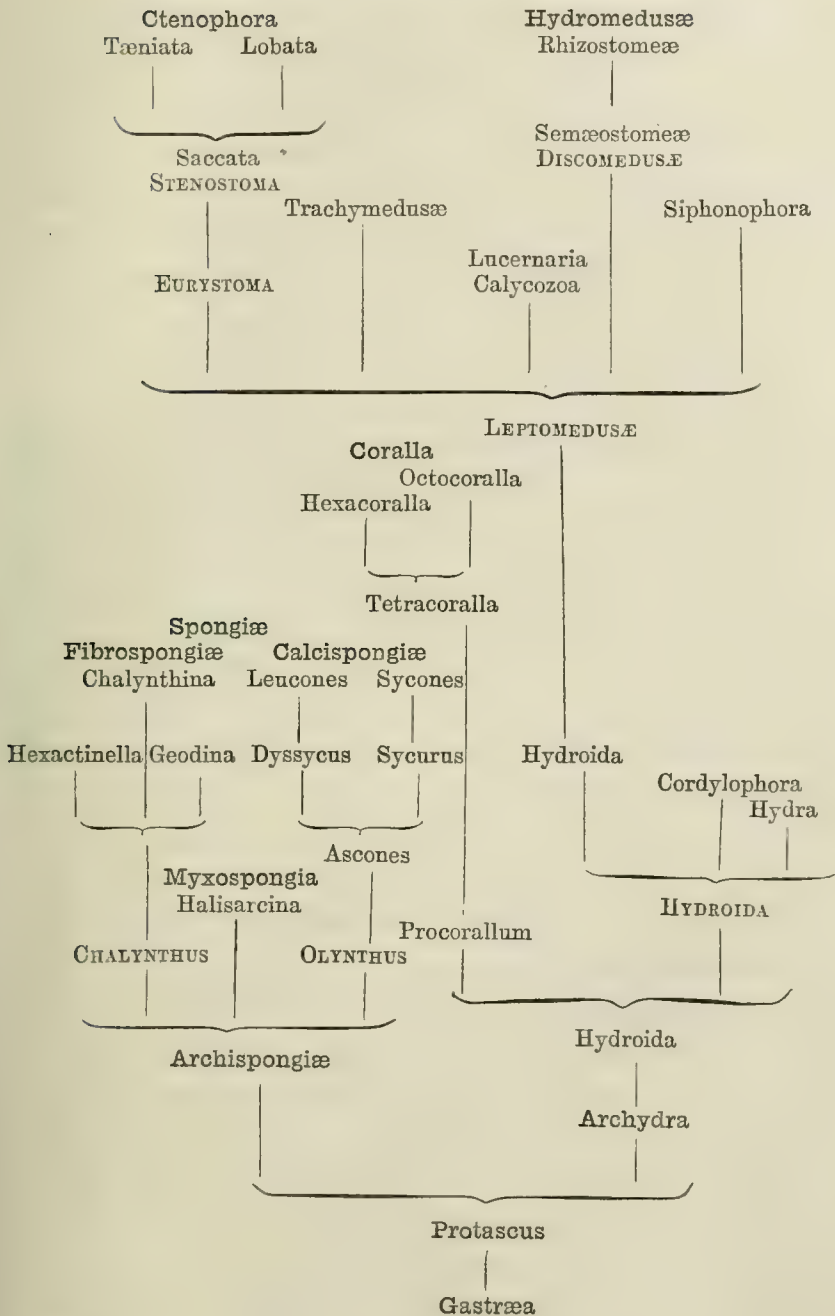 Ctenophora Hydromedusæ
Tæniata Lobata Rhizostomeæ
Semæostomeæ
Saccata DISCOMEDUSÆ
STENOSTOMA
Trachymedusæ Siphonophora
Lucernaria
EURYSTOMA Calycozoa
LEPTOMEDUSÆ
Coralla
Octocoralla
Hexacoralla
Tetracoralla
Spongiæ
Fibrospongiæ Calcispongiæ
Chalynthina Leucones Sycones
Hexactinella Geodina Dyssycus Sycurus Hydroida
Cordylophora
Hydra
Ascones
Myxospongia
Halisarcina HYDROIDA
Procorallum
CHALYNTHUS OLYNTHUS
Hydroida
Archispongiæ
Archydra
Protascus
Gastræa